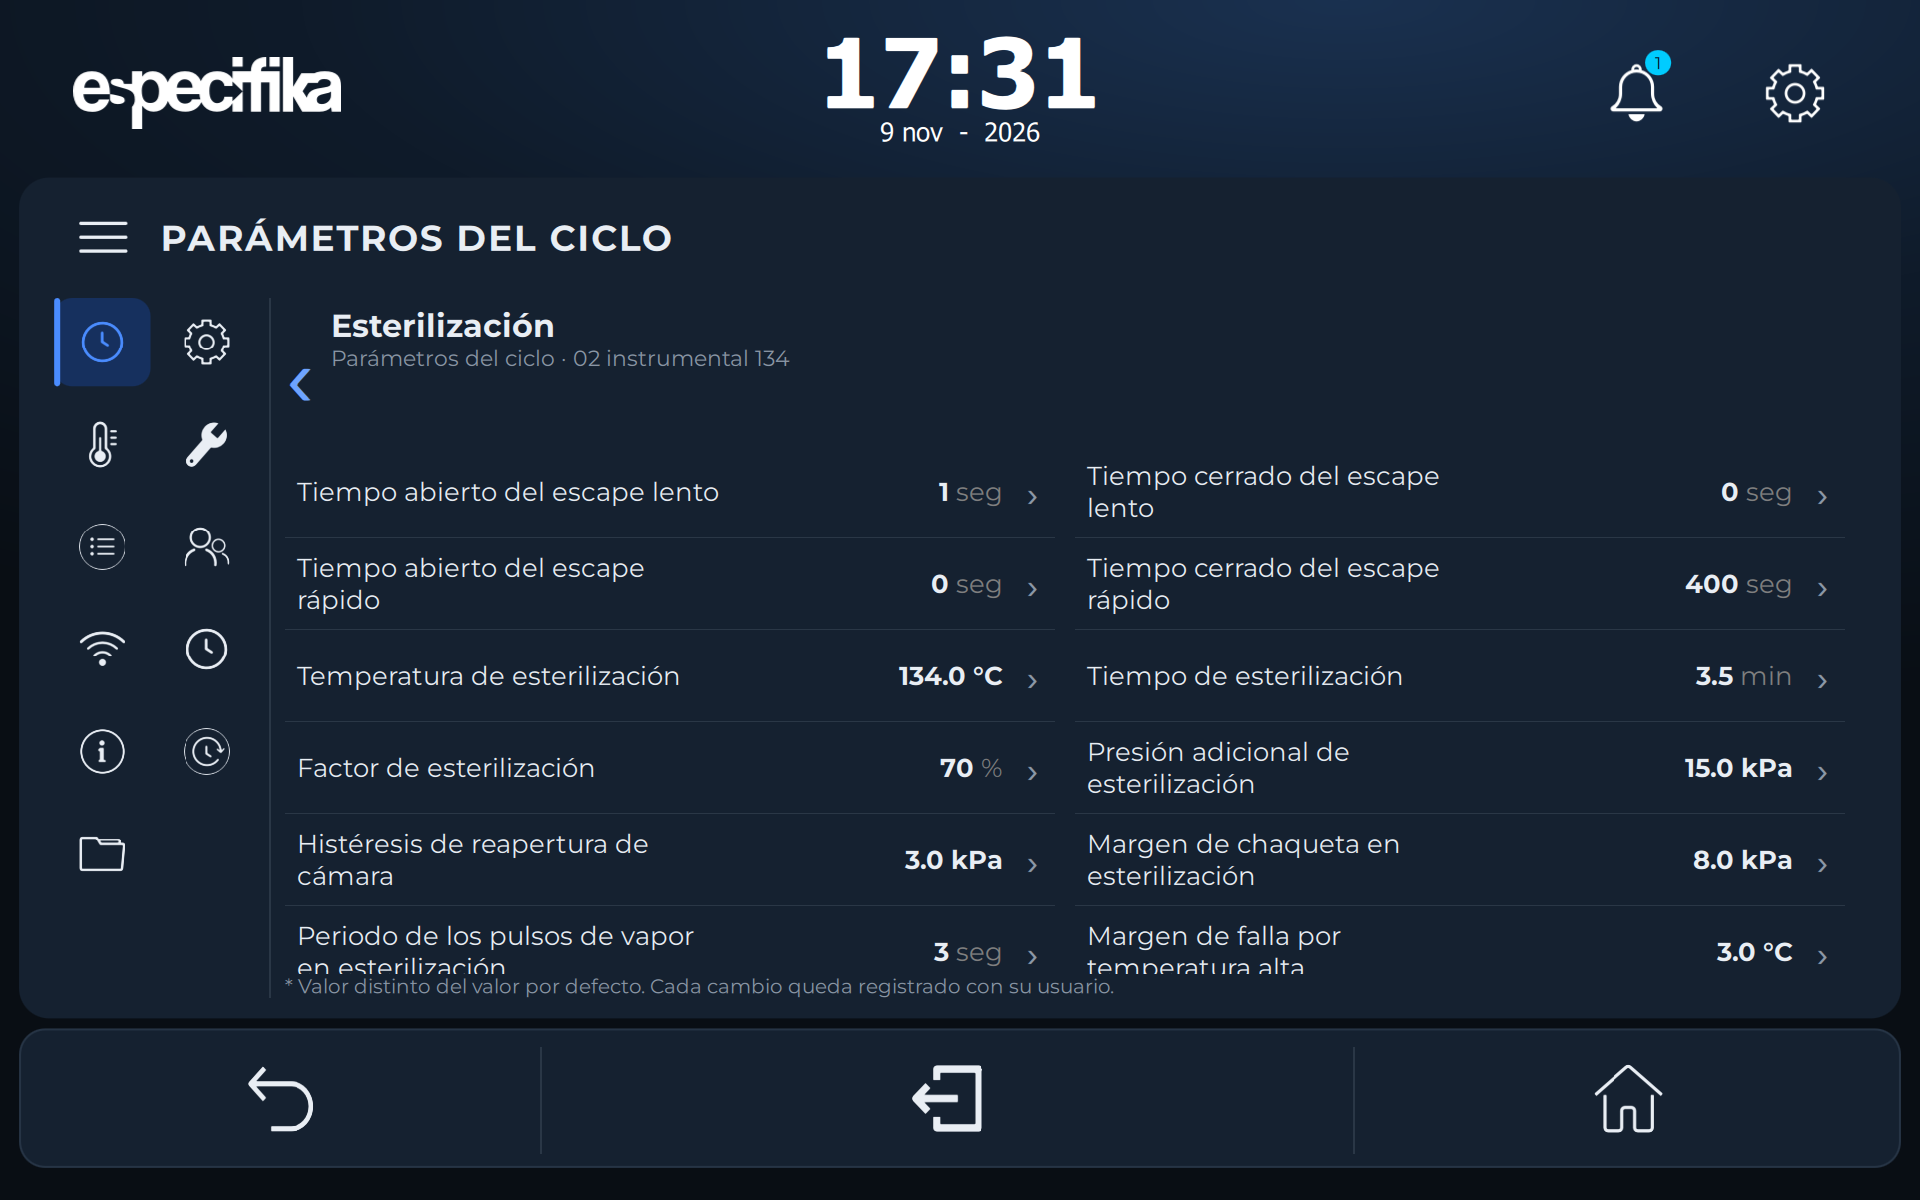 especifika
17:31
1
9 nov - 2026
PARÁMETROS DEL CICLO
Esterilización
Parámetros del ciclo · 02 instrumental 134
Tiempo abierto del escape lento
1 seg
Tiempo cerrado del escape
lento
0 seg
Tiempo abierto del escape
rápido
0 seg
Tiempo cerrado del escape
rápido
400 seg
Temperatura de esterilización
134.0 °C
Tiempo de esterilización
3.5 min
Factor de esterilización
70 %
Presión adicional de
esterilización
15.0 kPa
Histéresis de reapertura de
cámara
3.0 kPa
Margen de chaqueta en
esterilización
8.0 kPa
Periodo de los pulsos de vapor
en esterilización
3 seg
Margen de falla por
temperatura alta
3.0 °C
* Valor distinto del valor por defecto. Cada cambio queda registrado con su usuario.